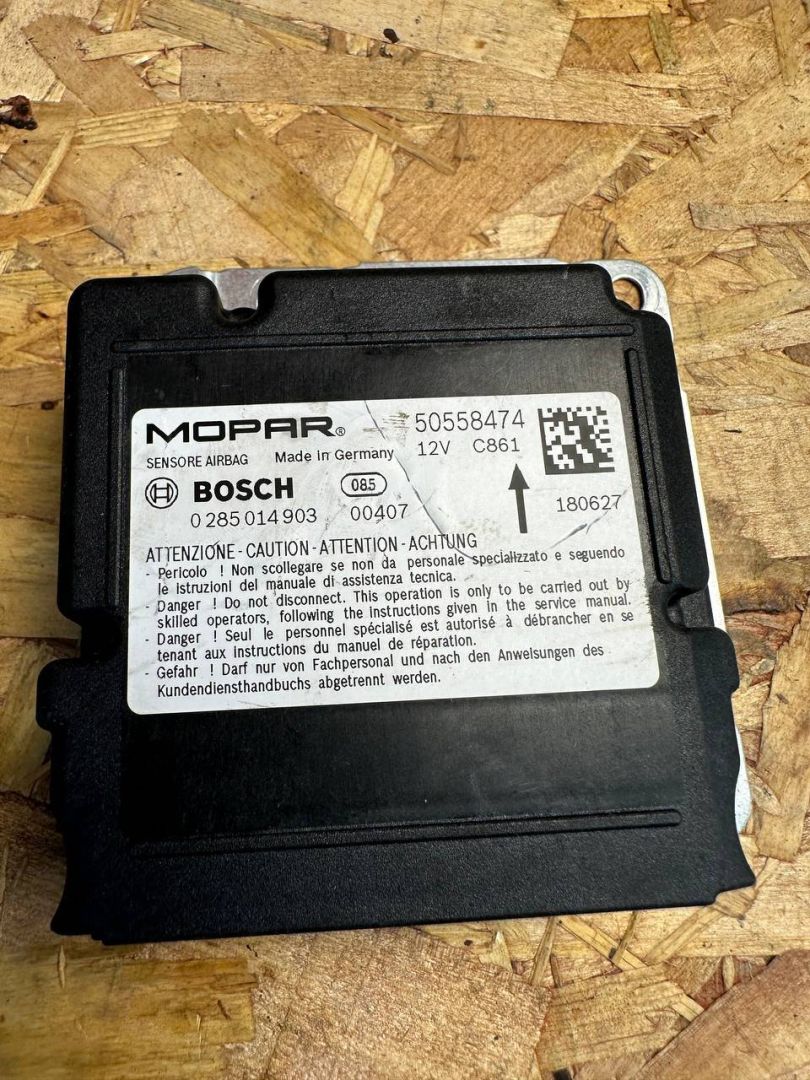 MOPAR® 50558474
SENSORE AIRBAG Made in Germany 12V C861
BOSCH 085
0 285 014 903 00407 180627
ATTENZIONE - CAUTION - ATTENTION - ACHTUNG
- Pericolo ! Non scollegare se non da personale specializzato e seguendo
le istruzioni del manuale di assistenza tecnica.
- Danger ! Do not disconnect. This operation is only to be carried out by
skilled operators, following the instructions given in the service manual.
- Danger ! Seul le personnel spécialisé est autorisé à débrancher en se
tenant aux instructions du manuel de réparation.
- Gefahr ! Darf nur von Fachpersonal und nach den Anweisungen des
Kundendiensthandbuchs abgetrennt werden.